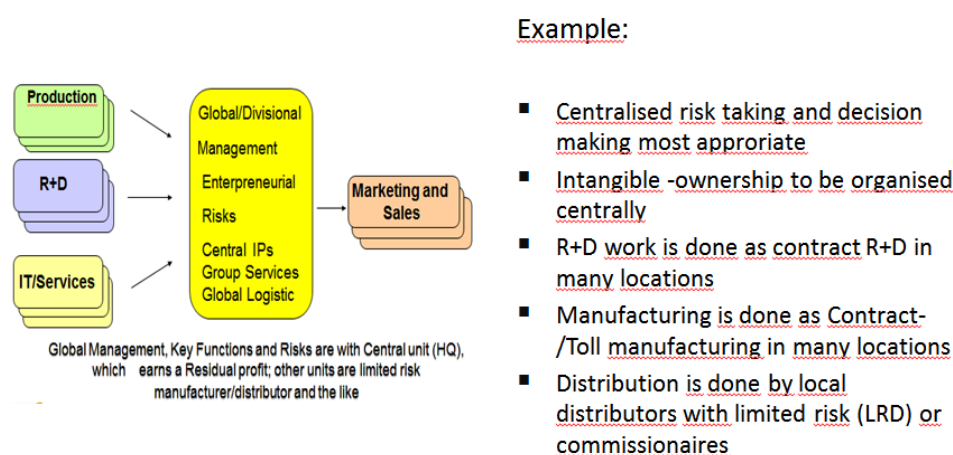 Example:
Production
R+D
IT/Services
Global/Divisional
Management
Enterpreneurial
Risks
Central IPs
Group Services
Global Logistic
Marketing and
Sales
Global Management, Key Functions and Risks are with Central unit (HQ),
which earns a Residual profit; other units are limited risk
manufacturer/distributor and the like
▪ Centralised risk taking and decision
making most approriate
▪ Intangible -ownership to be organised
centrally
▪ R+D work is done as contract R+D in
many locations
▪ Manufacturing is done as Contract-
/Toll manufacturing in many locations
▪ Distribution is done by local
distributors with limited risk (LRD) or
commissionaires